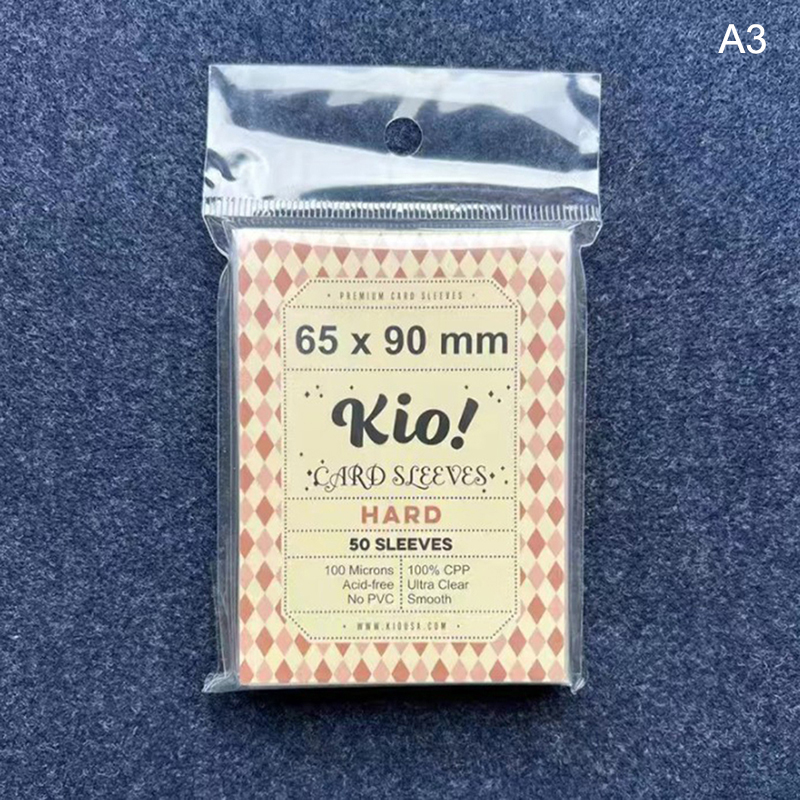 A3
• PREMIUM CARD SLEEVES •
65 x 90 mm
Kio!
CARD SLEEVES
HARD
50 SLEEVES
100 Microns 100% CPP
Acid-free Ultra Clear
No PVC Smooth
• WWW.KIOUSA.COM •